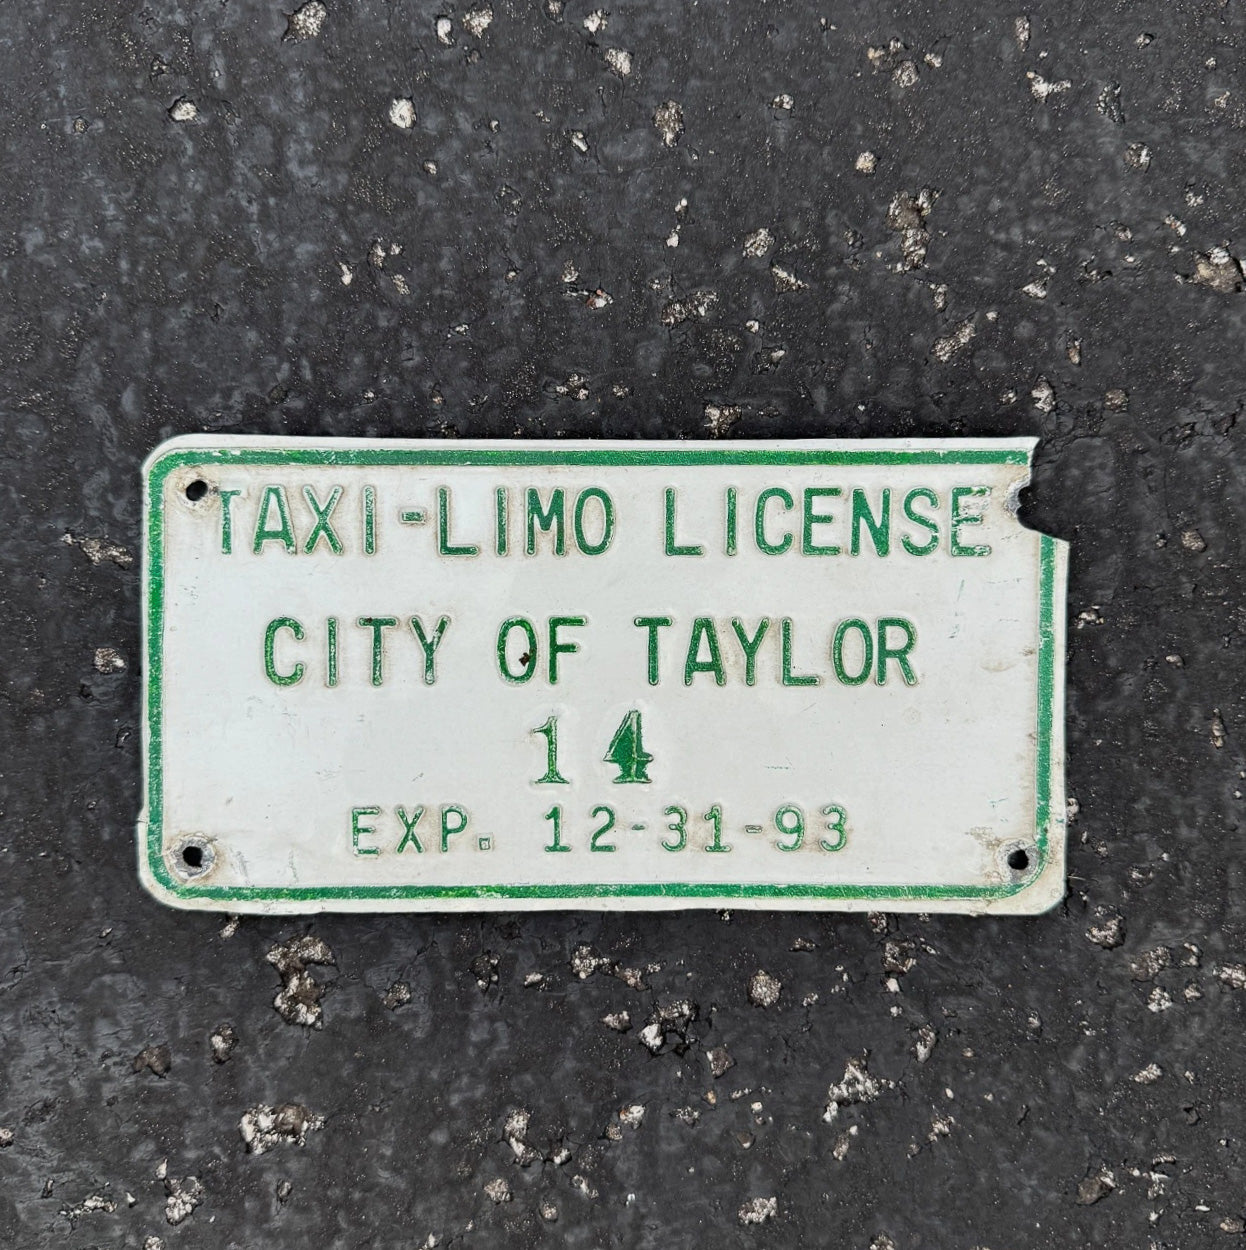 TAXI-LIMO LICENSE
CITY OF TAYLOR
14
EXP. 12-31-93